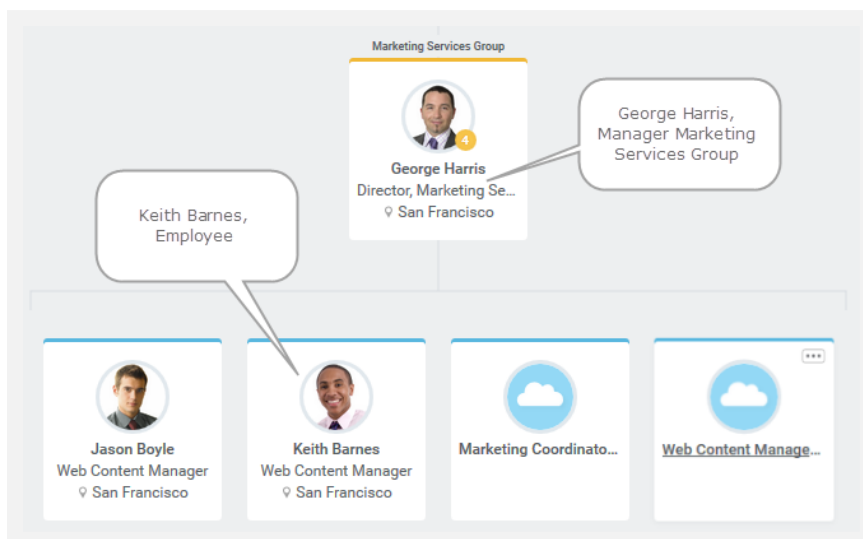 Marketing Services Group
4
George Harris
Director, Marketing Se...
San Francisco
George Harris,
Manager Marketing
Services Group
Keith Barnes,
Employee
Jason Boyle
Web Content Manager
San Francisco
Keith Barnes
Web Content Manager
San Francisco
Marketing Coordinato...
Web Content Manage...